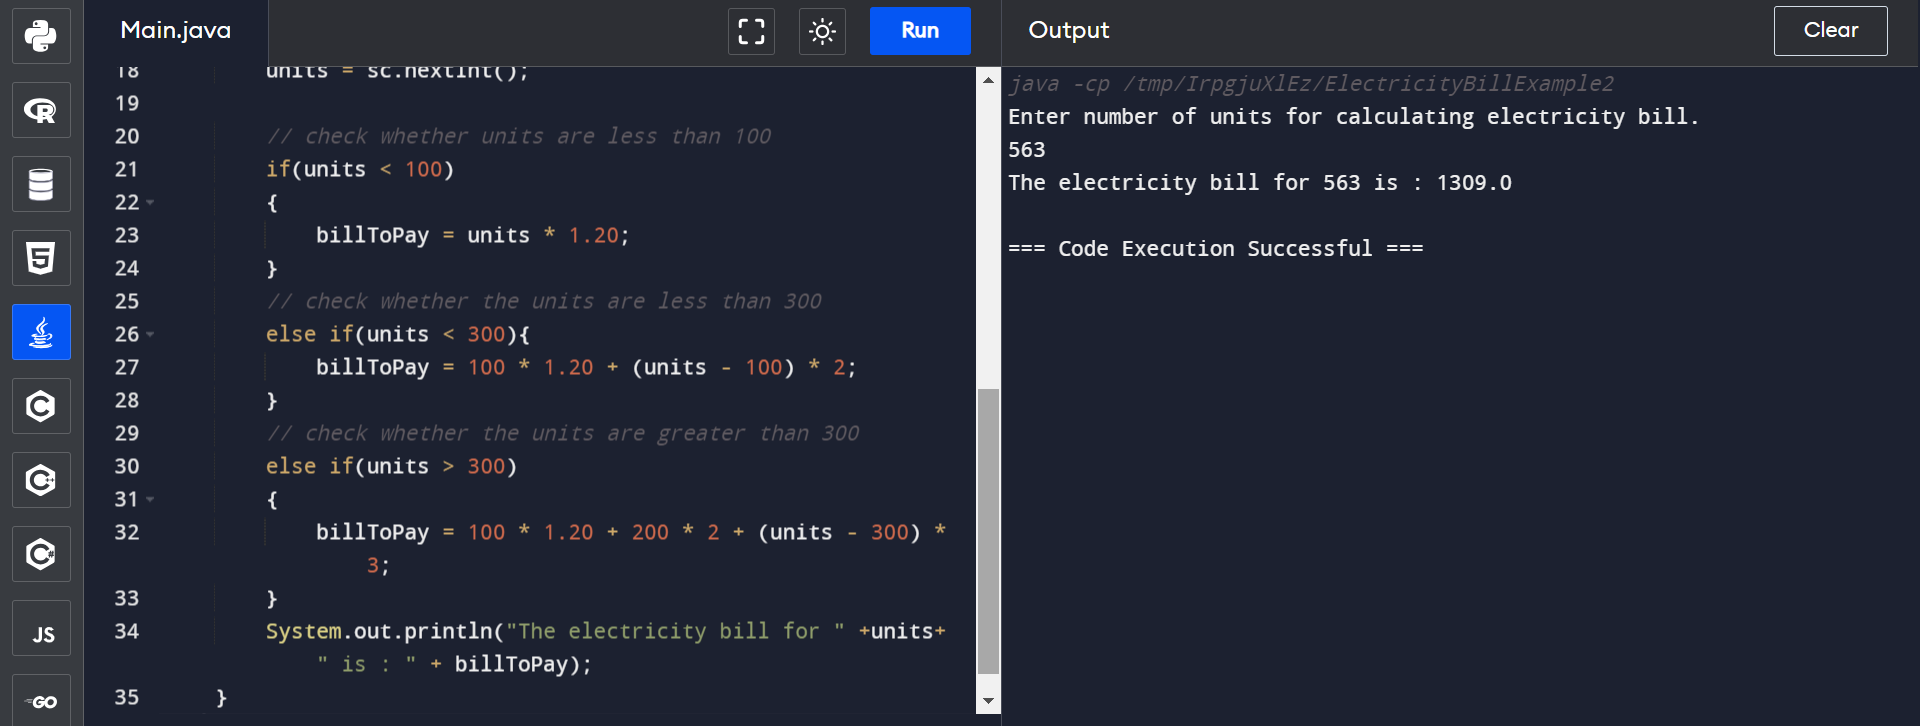 Main.java
Run
Output
Clear
18 units = sc.nextInt();
19
20 // check whether units are less than 100
21 if(units < 100)
22 {
23 billToPay = units * 1.20;
24 }
25 // check whether the units are less than 300
26 else if(units < 300){
27 billToPay = 100 * 1.20 + (units - 100) * 2;
28 }
29 // check whether the units are greater than 300
30 else if(units > 300)
31 {
32 billToPay = 100 * 1.20 + 200 * 2 + (units - 300) *
3;
33 }
34 System.out.println("The electricity bill for " +units+
" is : " + billToPay);
35 }
java -cp /tmp/IrpgjuXlEz/ElectricityBillExample2
Enter number of units for calculating electricity bill.
563
The electricity bill for 563 is : 1309.0
=== Code Execution Successful ===
R
5
C
C++
C#
JS
GO